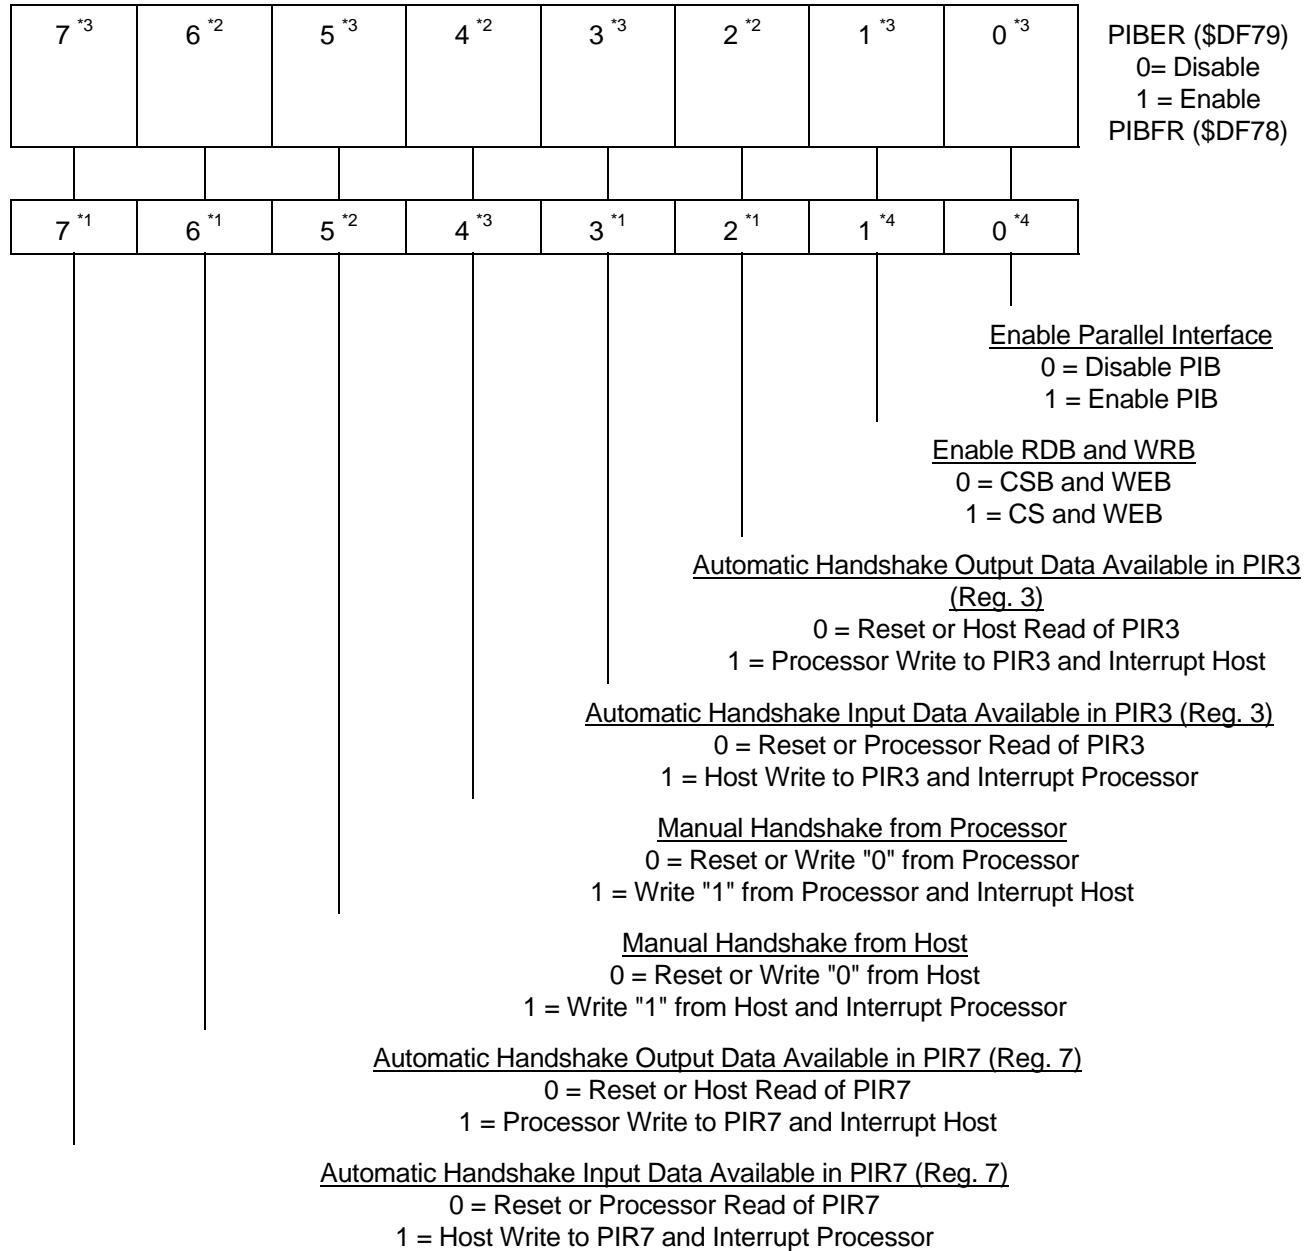 7 *3 6 *2 5 *3 4 *2 3 *3 2 *2 1 *3 0 *3
PIBER ($DF79)
0= Disable
1 = Enable
PIBFR ($DF78)
7 *1 6 *1 5 *2 4 *3 3 *1 2 *1 1 *4 0 *4
Enable Parallel Interface
0 = Disable PIB
1 = Enable PIB
Enable RDB and WRB
0 = CSB and WEB
1 = CS and WEB
Automatic Handshake Output Data Available in PIR3
(Reg. 3)
0 = Reset or Host Read of PIR3
1 = Processor Write to PIR3 and Interrupt Host
Automatic Handshake Input Data Available in PIR3 (Reg. 3)
0 = Reset or Processor Read of PIR3
1 = Host Write to PIR3 and Interrupt Processor
Manual Handshake from Processor
0 = Reset or Write "0" from Processor
1 = Write "1" from Processor and Interrupt Host
Manual Handshake from Host
0 = Reset or Write "0" from Host
1 = Write "1" from Host and Interrupt Processor
Automatic Handshake Output Data Available in PIR7 (Reg. 7)
0 = Reset or Host Read of PIR7
1 = Processor Write to PIR7 and Interrupt Host
Automatic Handshake Input Data Available in PIR7 (Reg. 7)
0 = Reset or Processor Read of PIR7
1 = Host Write to PIR7 and Interrupt Processor